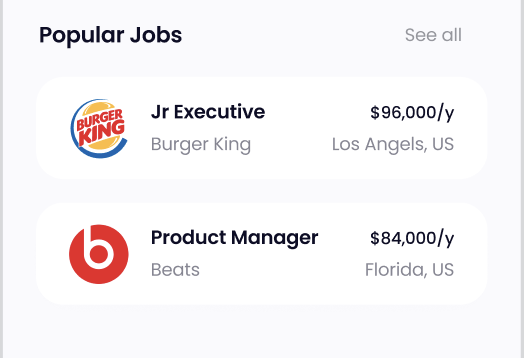 Popular Jobs See all
BURGER
KING
Jr Executive $96,000/y
Burger King Los Angels, US
Product Manager $84,000/y
Beats Florida, US